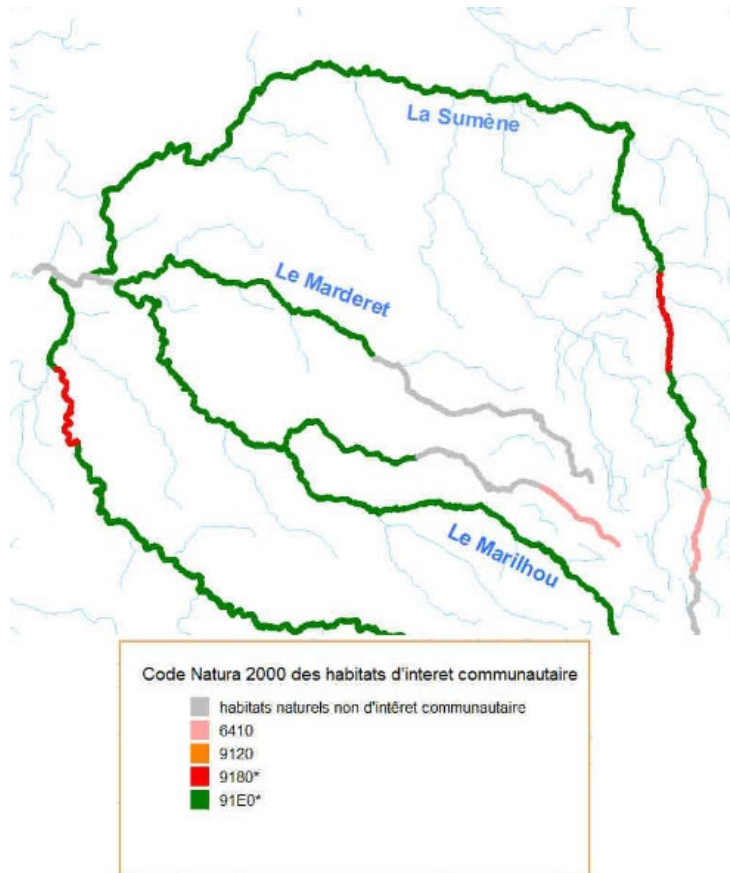 La Sumène
Le Marderet
Le Marilhou
Code Natura 2000 des habitats d'interet communautaire
habitats naturels non d'intêret communautaire
6410
9120
9180*
91E0*